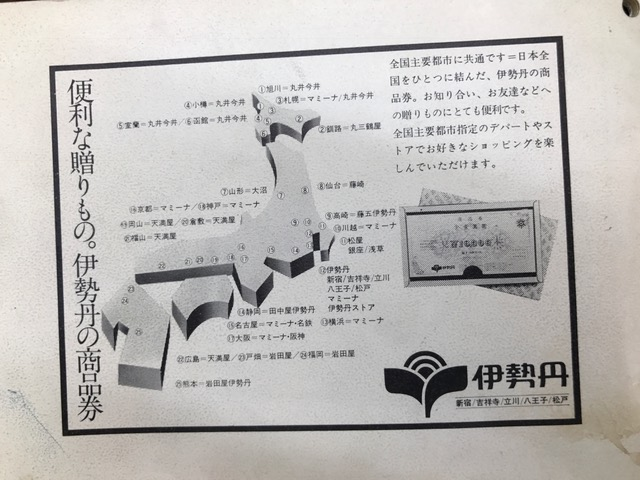 便利な贈りもの。伊勢丹の商品券
全国主要都市に共通です=日本全
国をひとつに結んだ、伊勢丹の商
品券。お知り合い、お友達などへ
の贈りものにとても便利です。
全国主要都市指定のデパートやス
トアでお好きなショッピングを楽
しんでいただけます。
①旭川=丸井今井
④小樽=丸井今井
③札幌=マミーナ/丸井今井
⑤室蘭=丸井今井/⑥函館=丸井今井
②釧路=丸三鶴屋
⑦山形=大沼
⑧仙台=藤崎
⑯京都=マミーナ/⑱神戸=マミーナ
⑲岡山=天満屋/⑳倉敷=天満屋
㉑福山=天満屋
⑨高崎=藤五伊勢丹
⑩川越=マミーナ
⑪松屋
銀座/浅草
⑫伊勢丹
新宿/吉祥寺/立川
八王子/松戸
マミーナ
伊勢丹ストア
⑬横浜=マミーナ
⑭静岡=田中屋伊勢丹
⑮名古屋=マミーナ・名鉄
⑰大阪=マミーナ・阪神
㉒広島=天満屋/㉓戸畑=岩田屋/㉔福岡=岩田屋
㉕熊本=岩田屋伊勢丹
伊勢丹
新宿/吉祥寺/立川/八王子/松戸